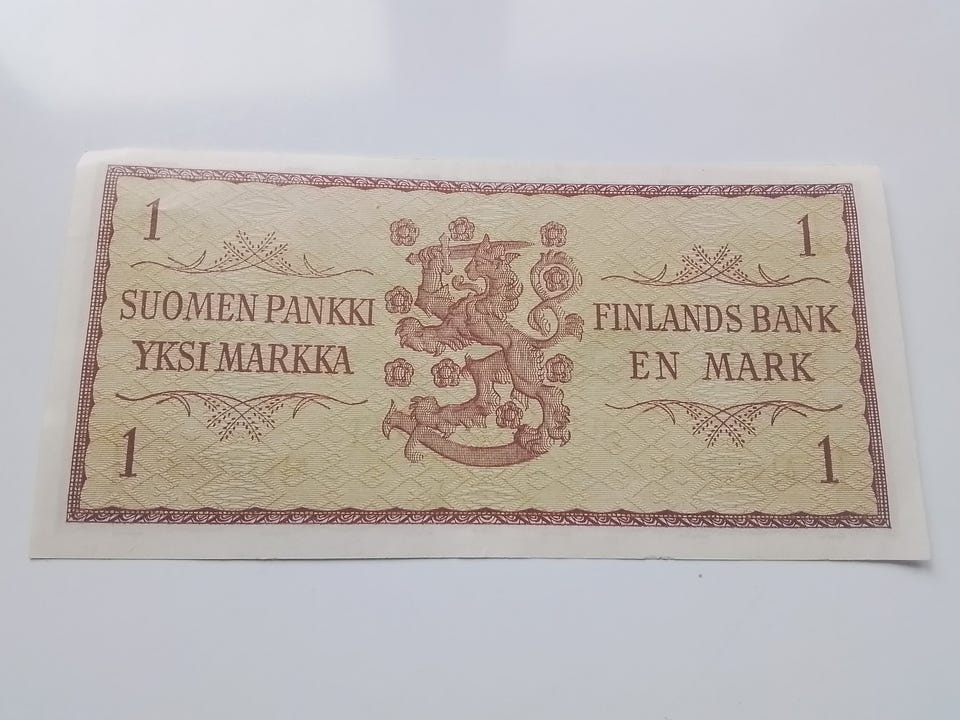 1
1
SUOMEN PANKKI
YKSI MARKKA
FINLANDS BANK
EN MARK
1
1